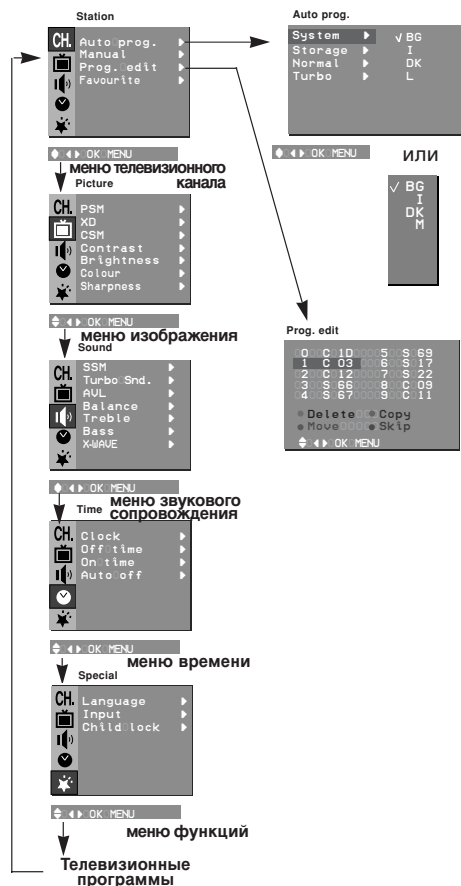 Station
CH.
Auto prog.
Manual
Prog. edit
Favourite
OK MENU
меню телевизионного
канала
Picture
CH.
PSM
XD
CSM
Contrast
Brightness
Colour
Sharpness
OK MENU
меню изображения
Sound
CH.
SSM
Turbo Snd.
AVL
Balance
Treble
Bass
X-WAVE
OK MENU
меню звукового
сопровождения
Time
CH.
Clock
Off time
On time
Auto off
OK MENU
меню времени
Special
CH.
Language
Input
Child lock
OK MENU
меню функций
Телевизионные
программы
Auto prog.
System √ BG
Storage I
Normal DK
Turbo L
OK MENU
или
√ BG
I
DK
M
Prog. edit
0 C 10 5 S 69
1 C 03 6 S 17
2 C 12 7 S 22
3 S 66 8 C 09
4 S 67 9 C 11
Delete Copy
Move Skip
OK MENU